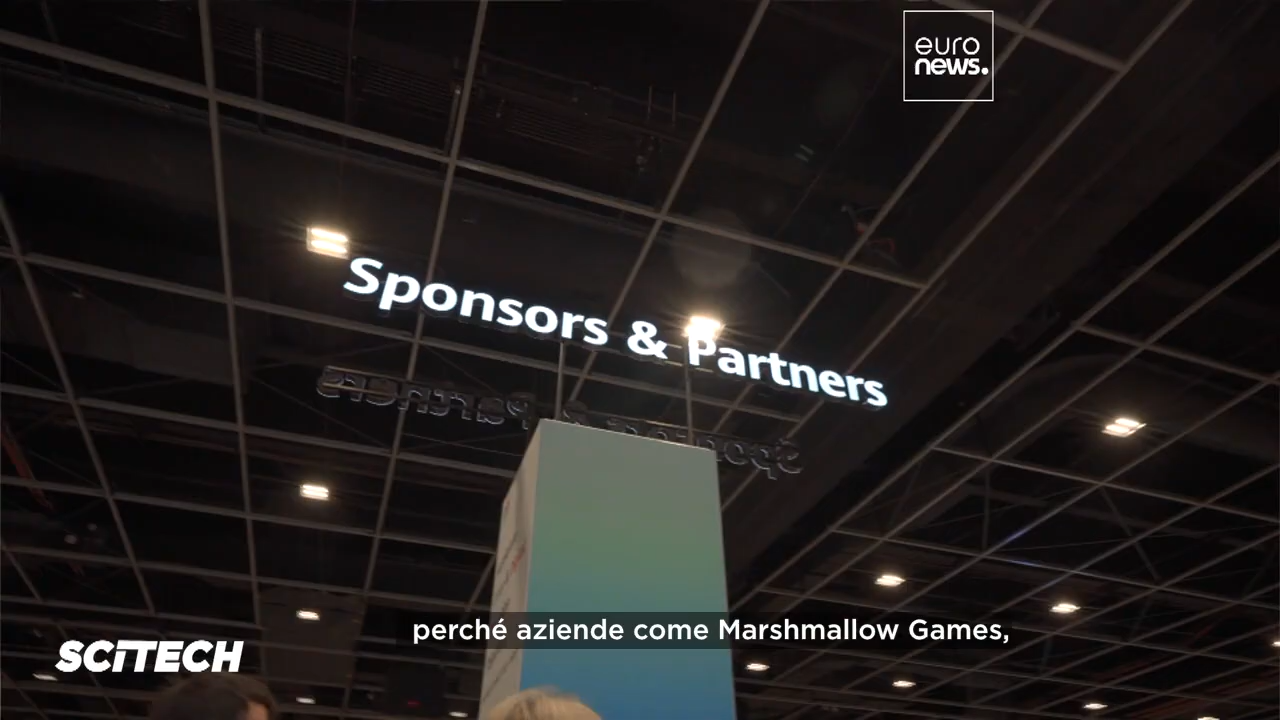 euro
news.
Sponsors & Partners
perché aziende come Marshmallow Games,
SCITECH